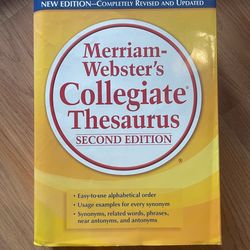 NEW EDITION—COMPLETELY REVISED AND UPDATED
Merriam-
Webster's
Collegiate®
Thesaurus
SECOND EDITION
®
• Easy-to-use alphabetical order
• Usage examples for every synonym
• Synonyms, related words, phrases,
near antonyms, and antonyms